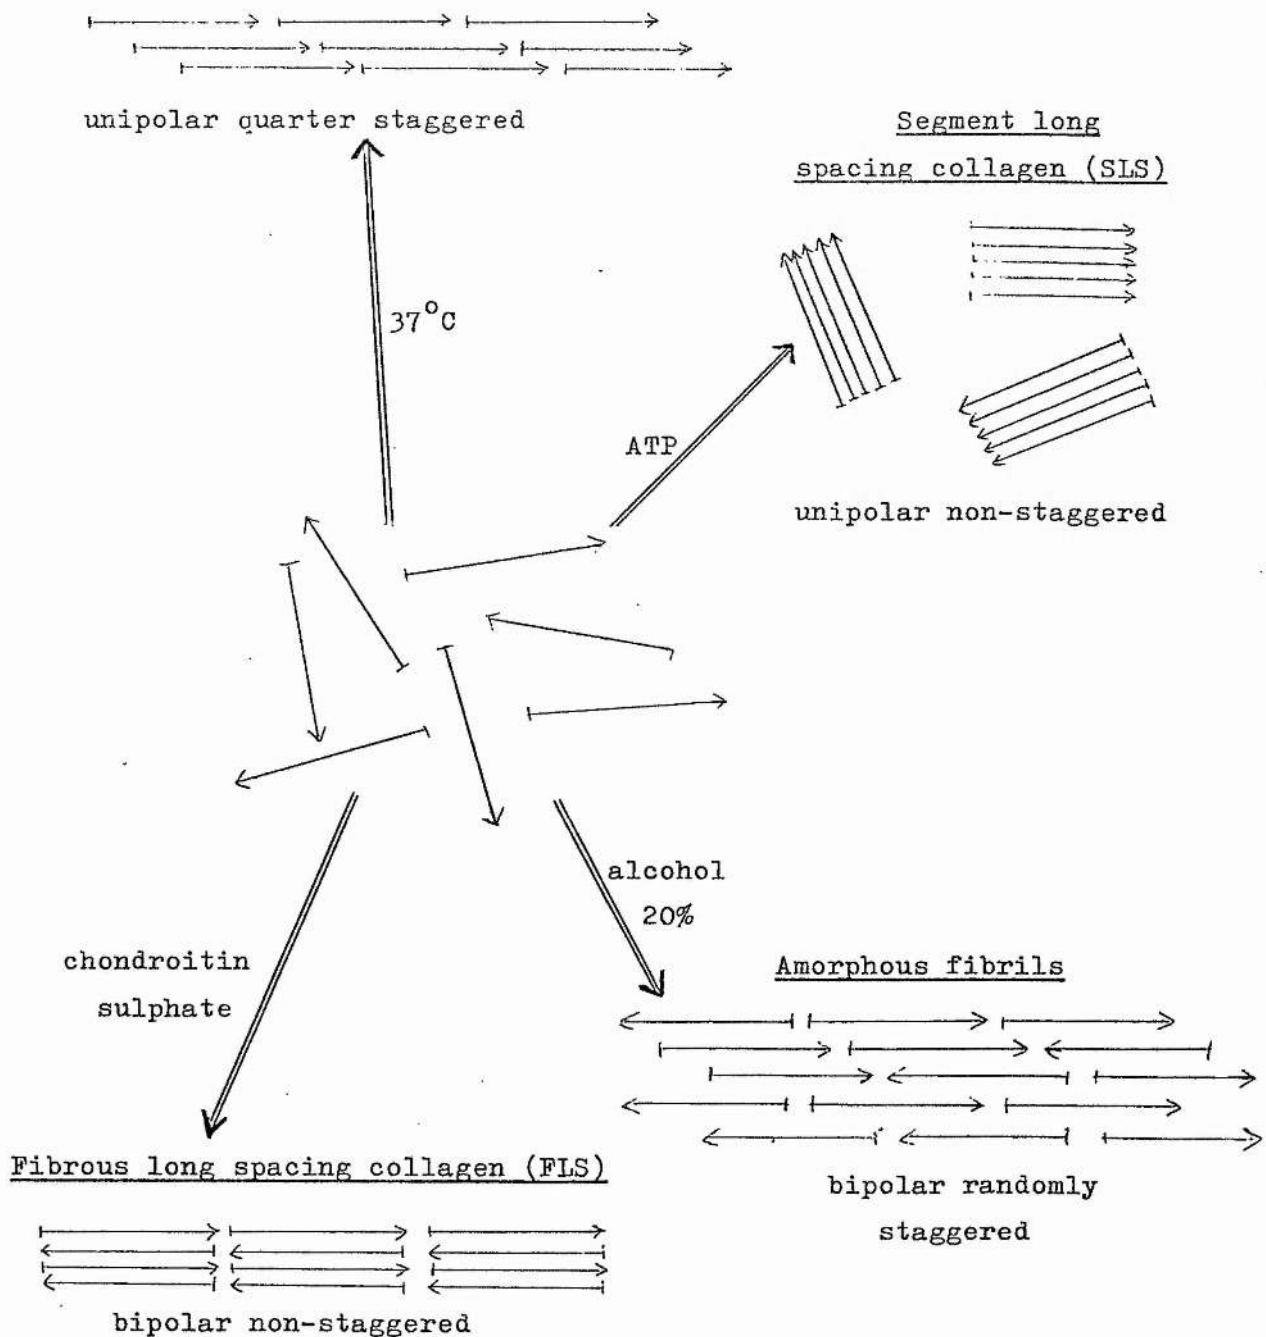 unipolar quarter staggered
Segment long
spacing collagen (SLS)
37°C
ATP
unipolar non-staggered
alcohol
20%
chondroitin
sulphate
Amorphous fibrils
bipolar randomly
staggered
Fibrous long spacing collagen (FLS)
bipolar non-staggered